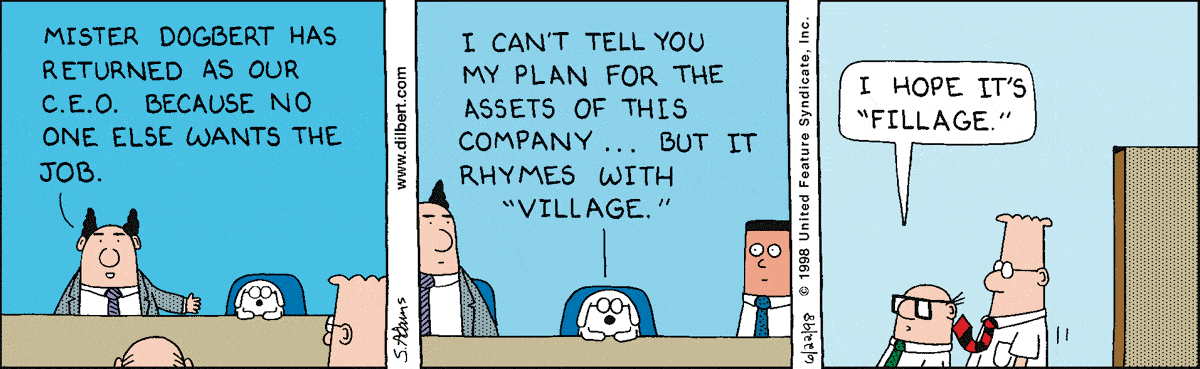 MISTER DOGBERT HAS
RETURNED AS OUR
C.E.O. BECAUSE NO
ONE ELSE WANTS THE
JOB.
www.dilbert.com
S.Adams
I CAN'T TELL YOU
MY PLAN FOR THE
ASSETS OF THIS
COMPANY... BUT IT
RHYMES WITH
"VILLAGE."
6/22/98 © 1998 United Feature Syndicate, Inc.
I HOPE IT'S
"FILLAGE."